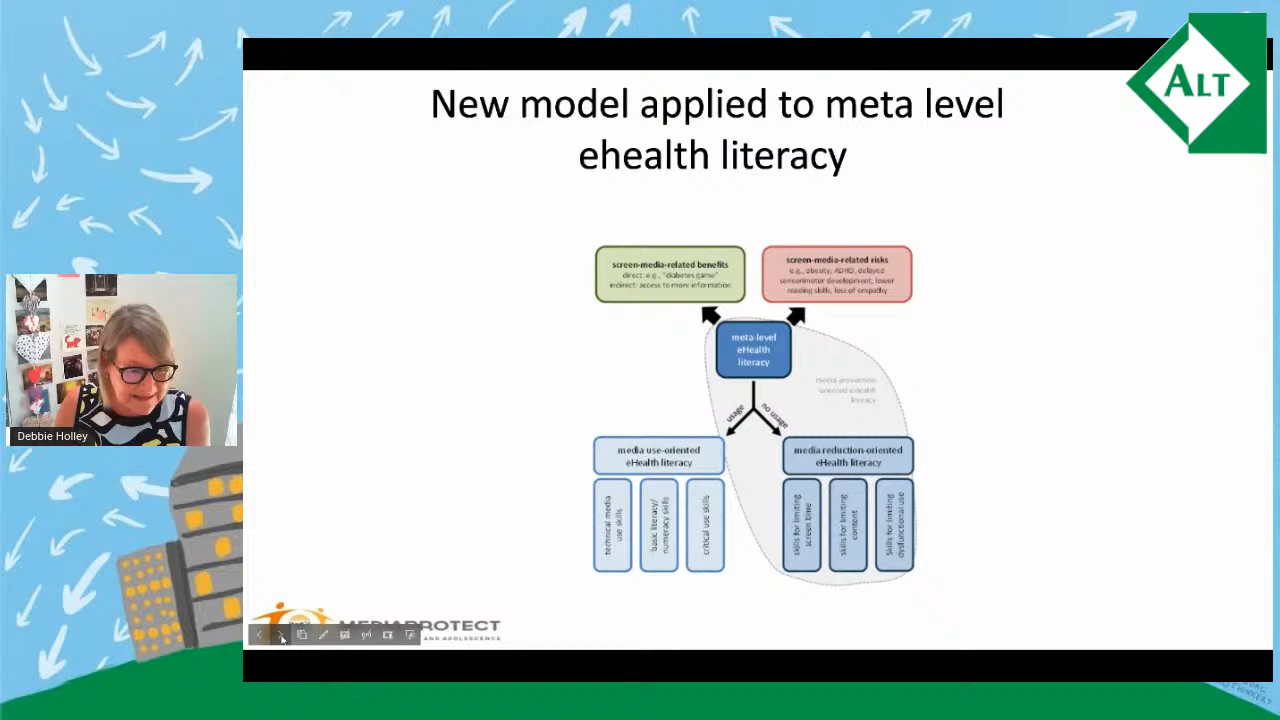 New model applied to meta level
ehealth literacy
ALT
screen-media-related benefits
direct: e.g., "diabetes game"
indirect: access to more information
screen-media-related risks
e.g., obesity, ADHD, delayed
sensorimotor development, lower
reading skills, loss of empathy
meta-level
eHealth
literacy
media-prevention
oriented eHealth
literacy
usage
no usage
media use-oriented
eHealth literacy
media reduction-oriented
eHealth literacy
technical media
use skills
basic literacy/
numeracy skills
critical use skills
skills for limiting
screen time
skills for limiting
content
Skills for limiting
dysfunctional use
Debbie Holley
MEDIAPROTECT
AND ADOLESCENCE